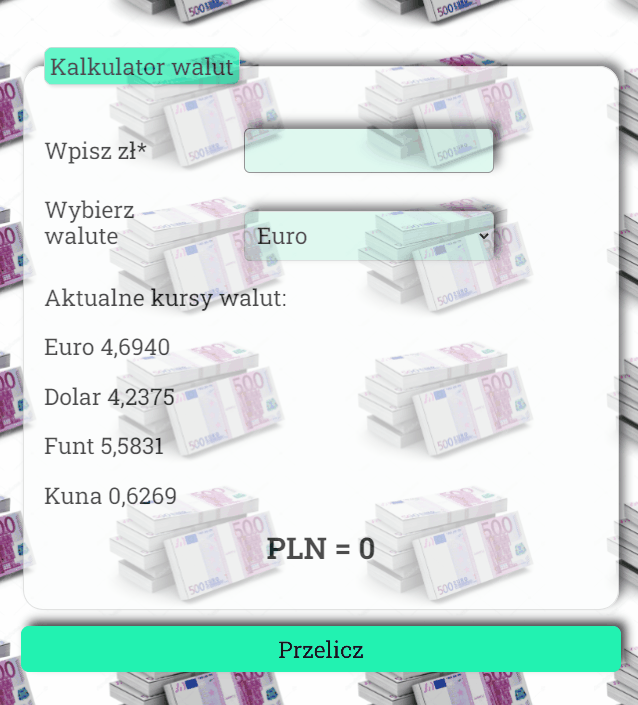 Kalkulator walut
Wpisz zł*
Wybierz
walute
Euro
Aktualne kursy walut:
Euro 4,6940
Dolar 4,2375
Funt 5,5831
Kuna 0,6269
PLN = 0
Przelicz